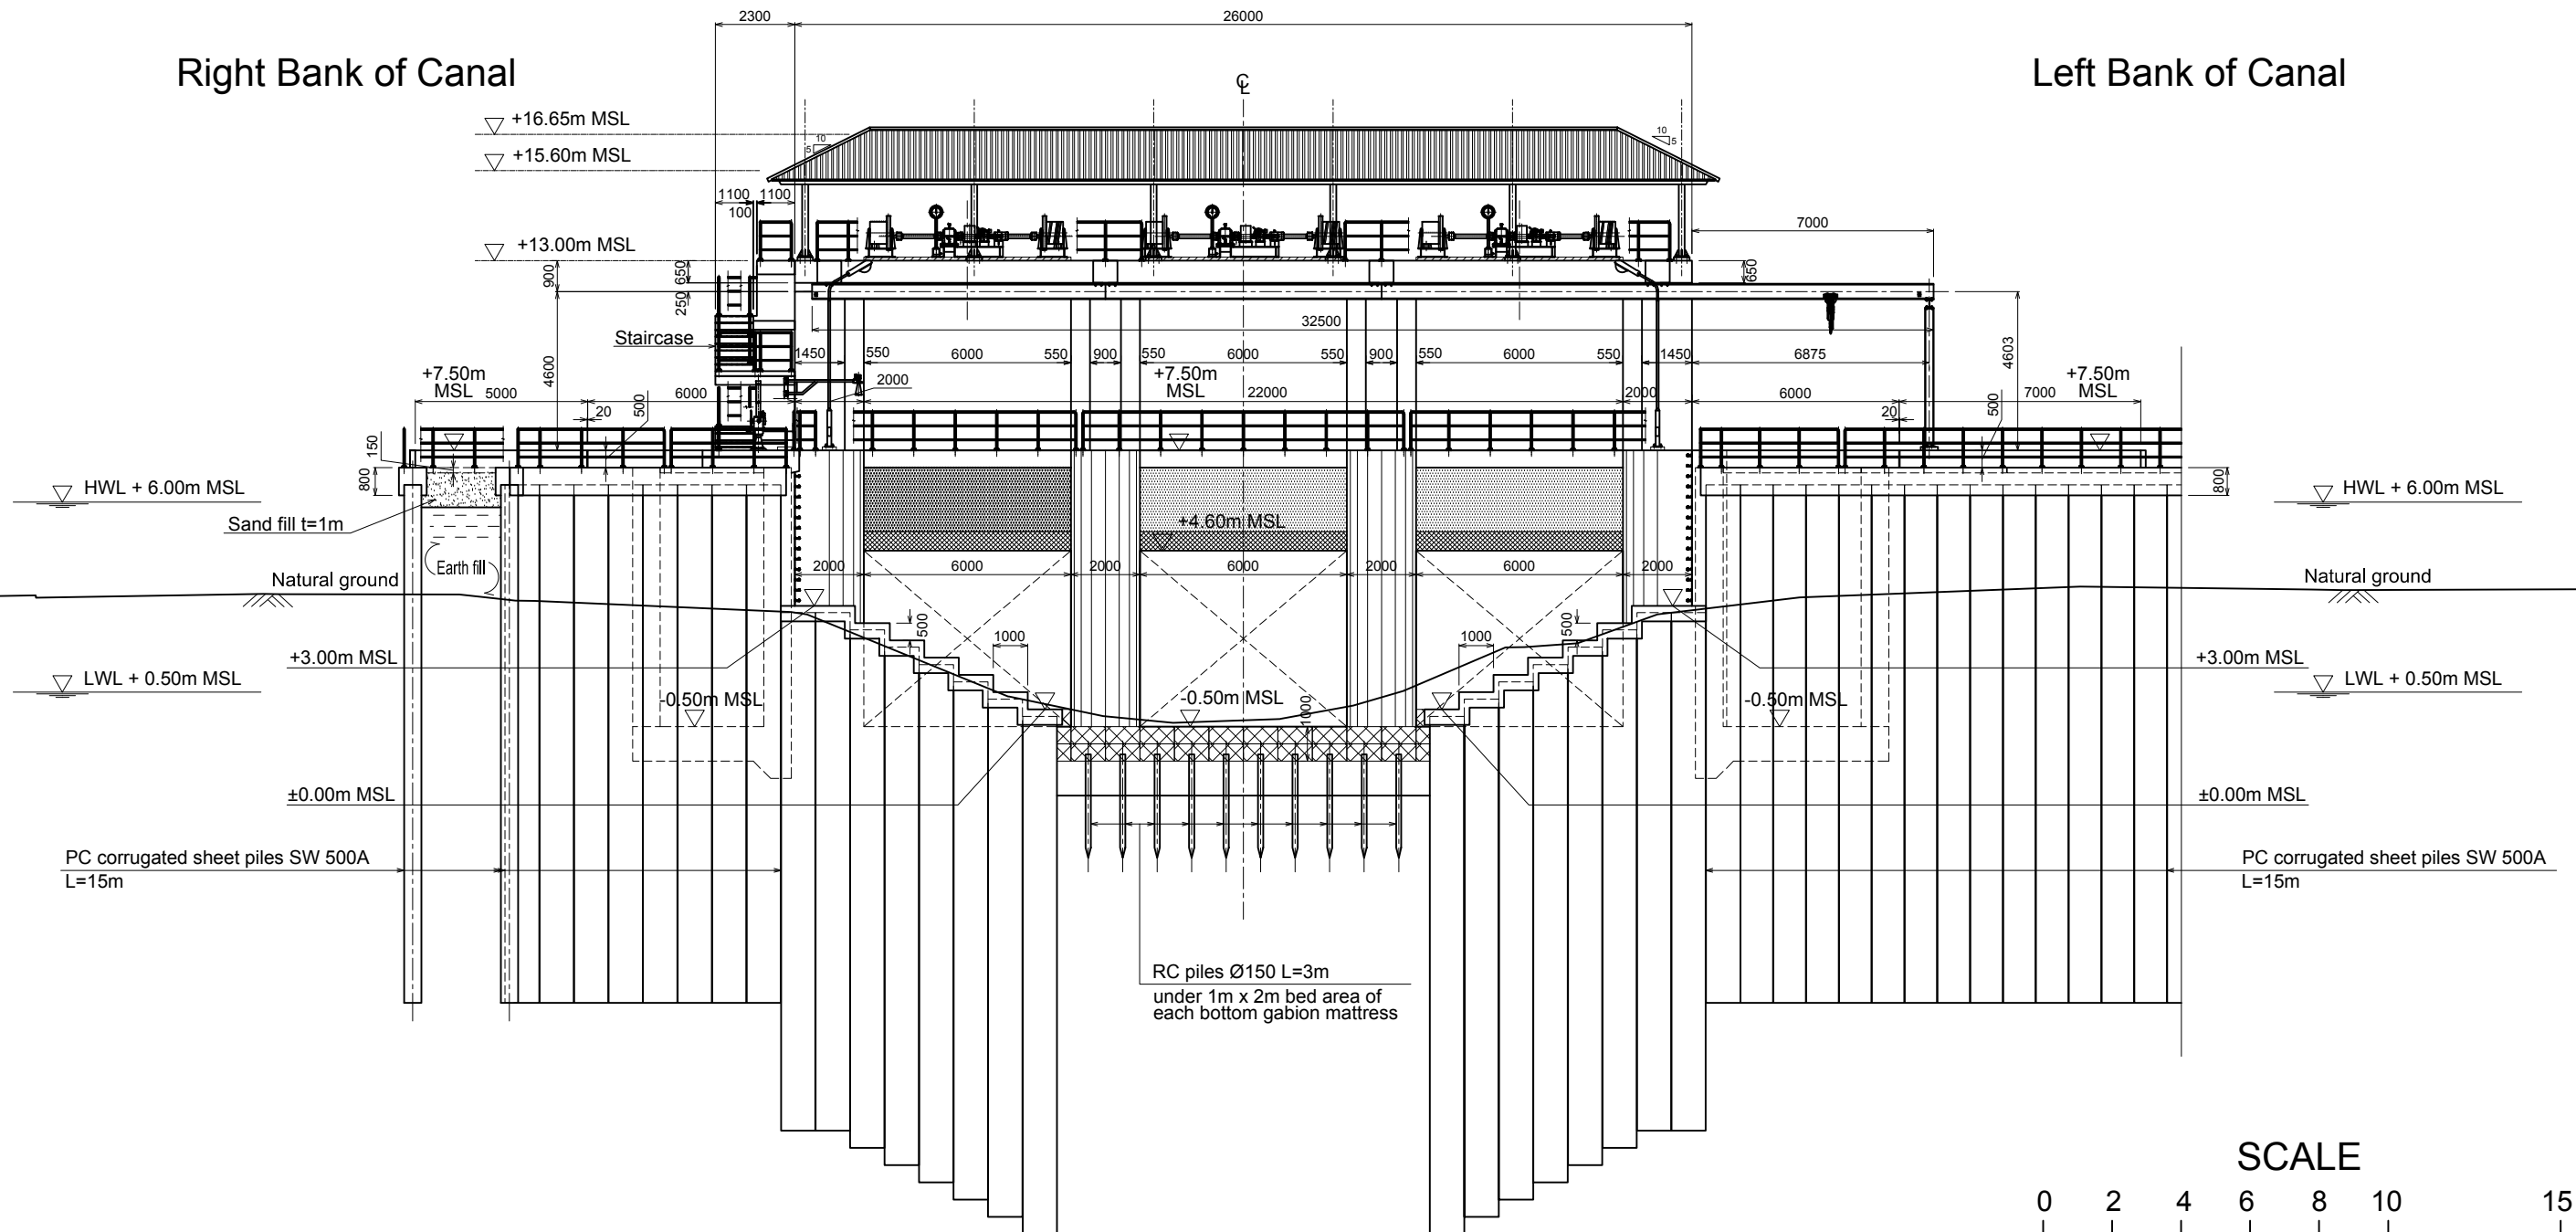 2300
26000
Right Bank of Canal
Left Bank of Canal
℄
+16.65m MSL
+15.60m MSL
10
5
10
5
1100
1100
100
7000
+13.00m MSL
900
650
250
650
32500
Staircase
1450
550
6000
550
900
550
6000
550
900
550
6000
550
1450
6875
4600
4603
+7.50m
MSL
5000
6000
2000
+7.50m
MSL
22000
2000
6000
7000
+7.50m
MSL
20
500
20
500
150
800
800
HWL + 6.00m MSL
HWL + 6.00m MSL
Sand fill t=1m
+4.60m MSL
Earth fill
Natural ground
Natural ground
2000
6000
2000
6000
2000
6000
2000
500
1000
1000
500
+3.00m MSL
+3.00m MSL
LWL + 0.50m MSL
LWL + 0.50m MSL
-0.50m MSL
-0.50m MSL
-0.50m MSL
1000
±0.00m MSL
±0.00m MSL
PC corrugated sheet piles SW 500A
L=15m
PC corrugated sheet piles SW 500A
L=15m
RC piles Ø150 L=3m
under 1m x 2m bed area of
each bottom gabion mattress
SCALE
0 2 4 6 8 10 15